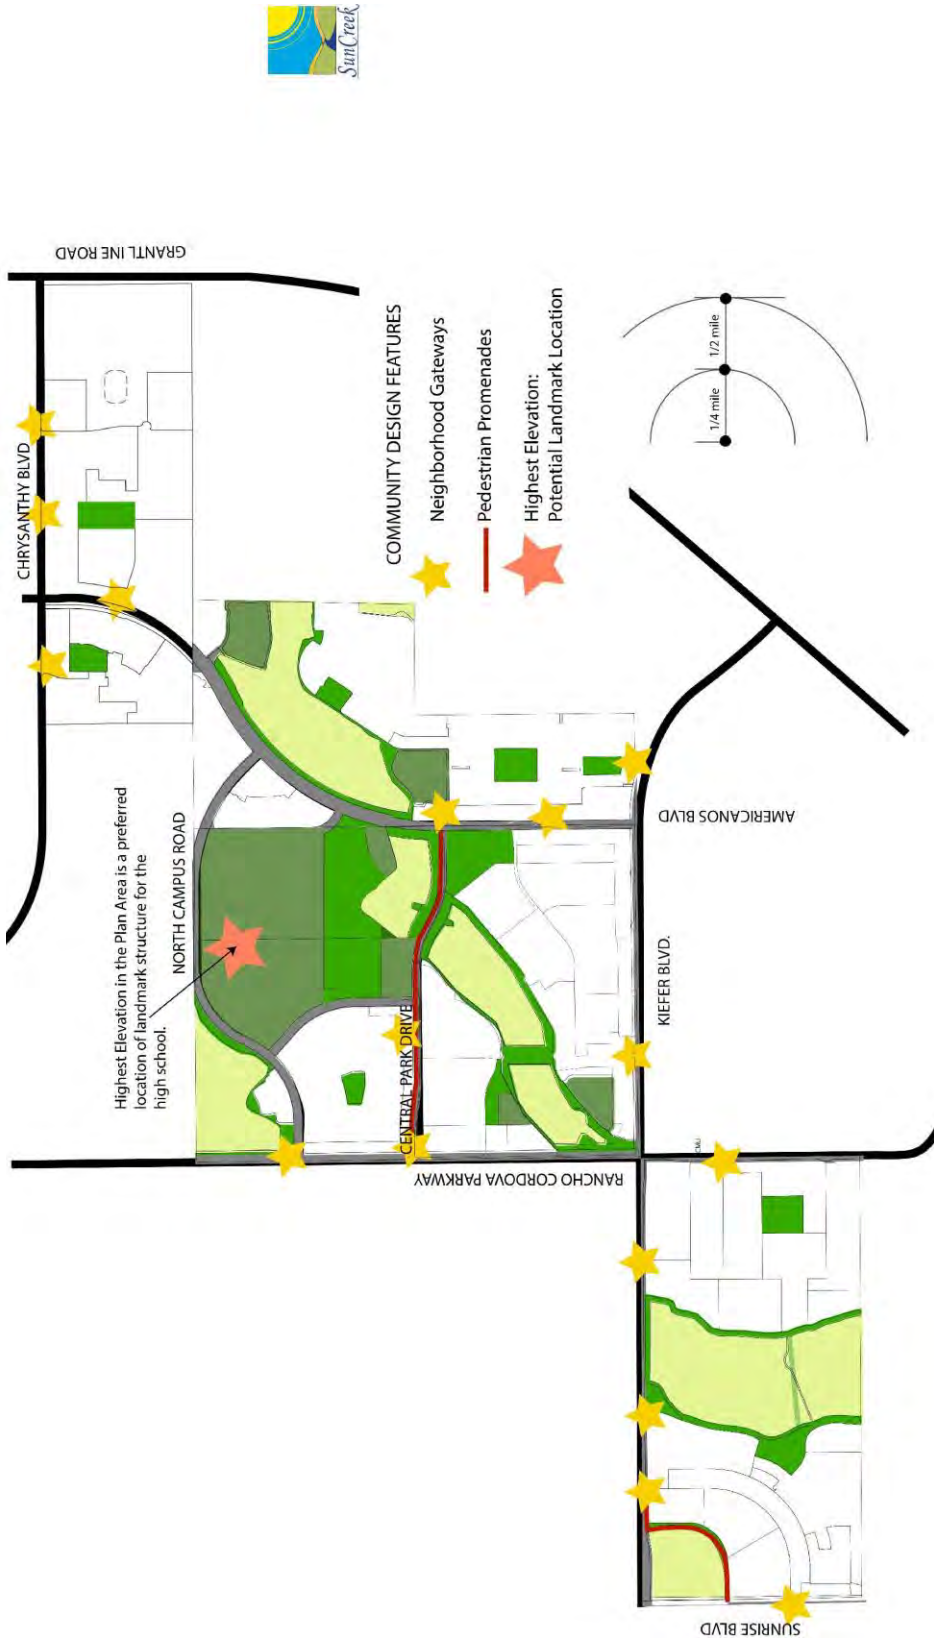 SunCreek
GRANTLINE ROAD
CHRYSANTHY BLVD
Highest Elevation in the Plan Area is a preferred
location of landmark structure for the
high school.
NORTH CAMPUS ROAD
CENTRAL PARK DRIVE
RANCHO CORDOVA PARKWAY
AMERICANOS BLVD
KIEFER BLVD.
SUNRISE BLVD
COMMUNITY DESIGN FEATURES
Neighborhood Gateways
Pedestrian Promenades
Highest Elevation:
Potential Landmark Location
1/4 mile
1/2 mile